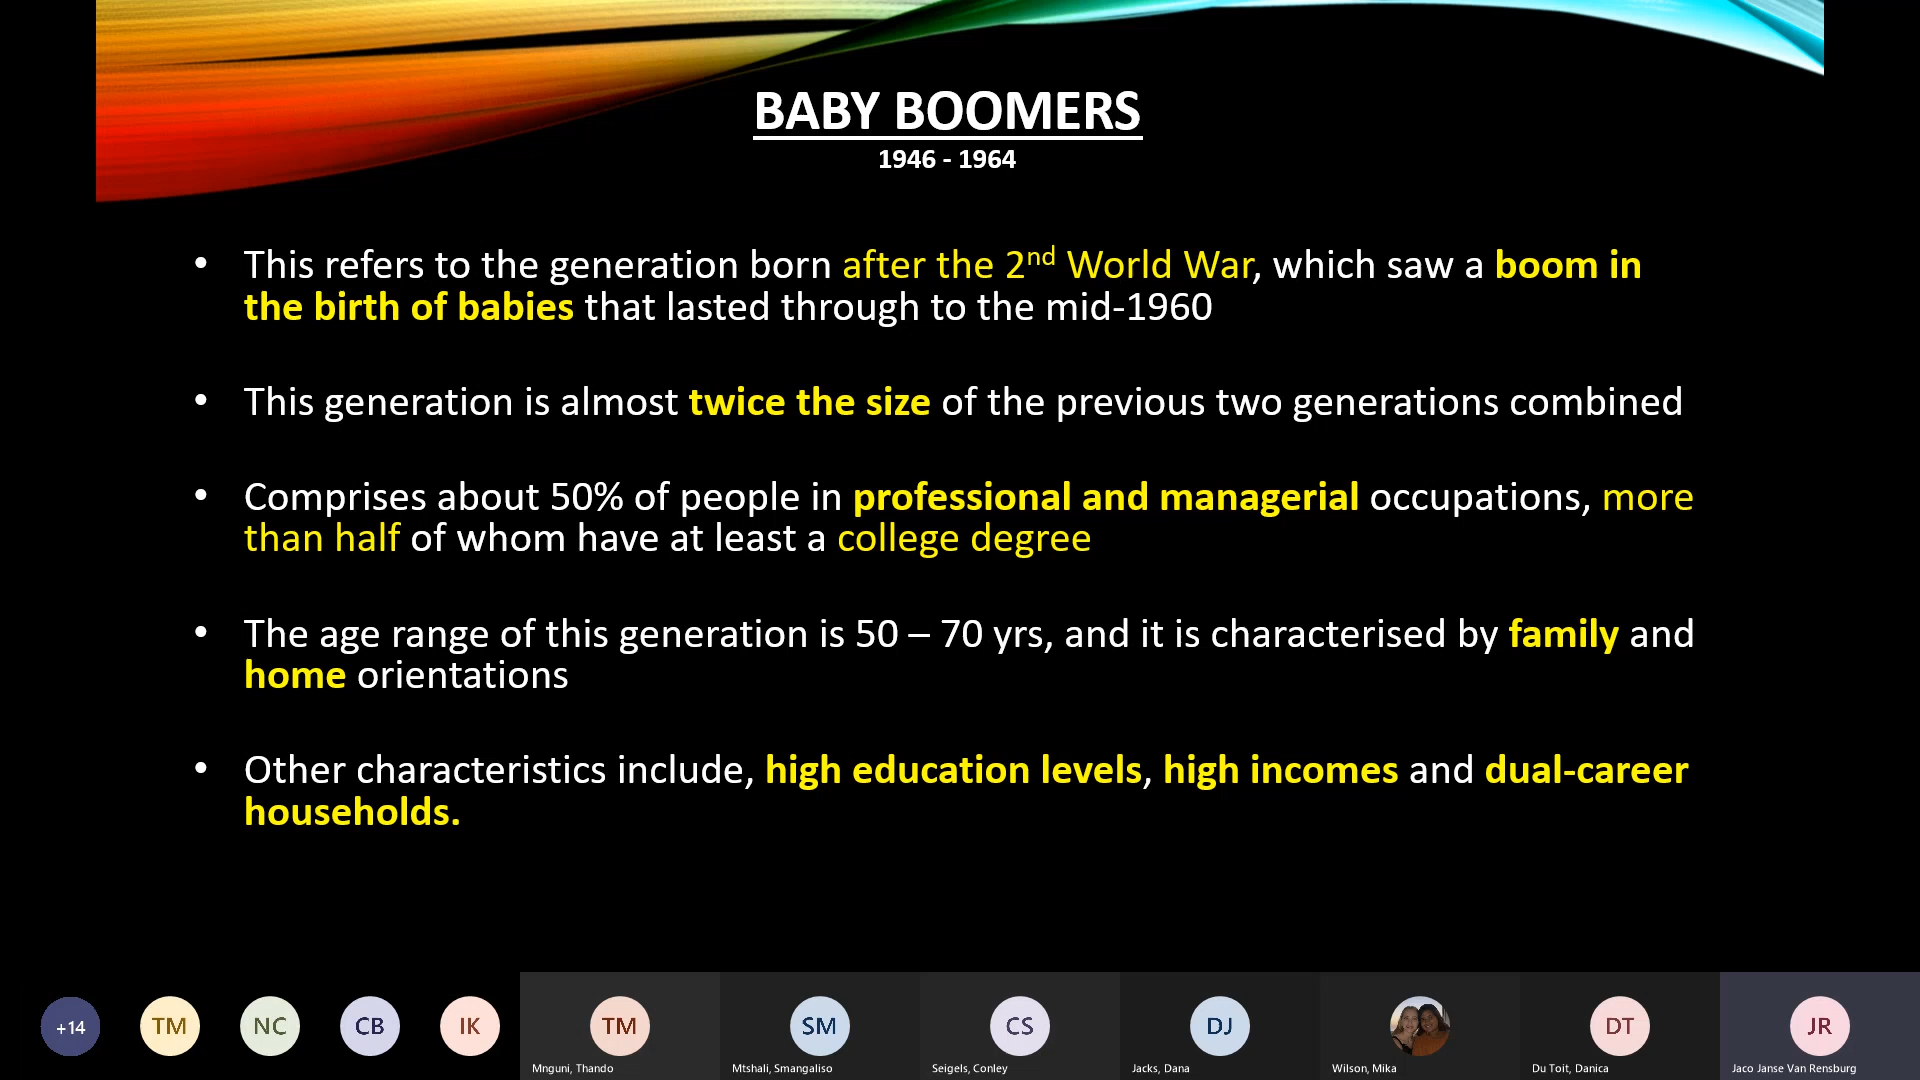 BABY BOOMERS
1946 - 1964
• This refers to the generation born after the 2nd World War, which saw a boom in
the birth of babies that lasted through to the mid-1960
• This generation is almost twice the size of the previous two generations combined
• Comprises about 50% of people in professional and managerial occupations, more
than half of whom have at least a college degree
• The age range of this generation is 50 – 70 yrs, and it is characterised by family and
home orientations
• Other characteristics include, high education levels, high incomes and dual-career
households.
+14 TM NC CB IK TM SM CS DJ DT JR
Mnguni, Thando Mtshali, Smangaliso Seigels, Conley Jacks, Dana Wilson, Mika Du Toit, Danica Jaco Janse Van Rensburg